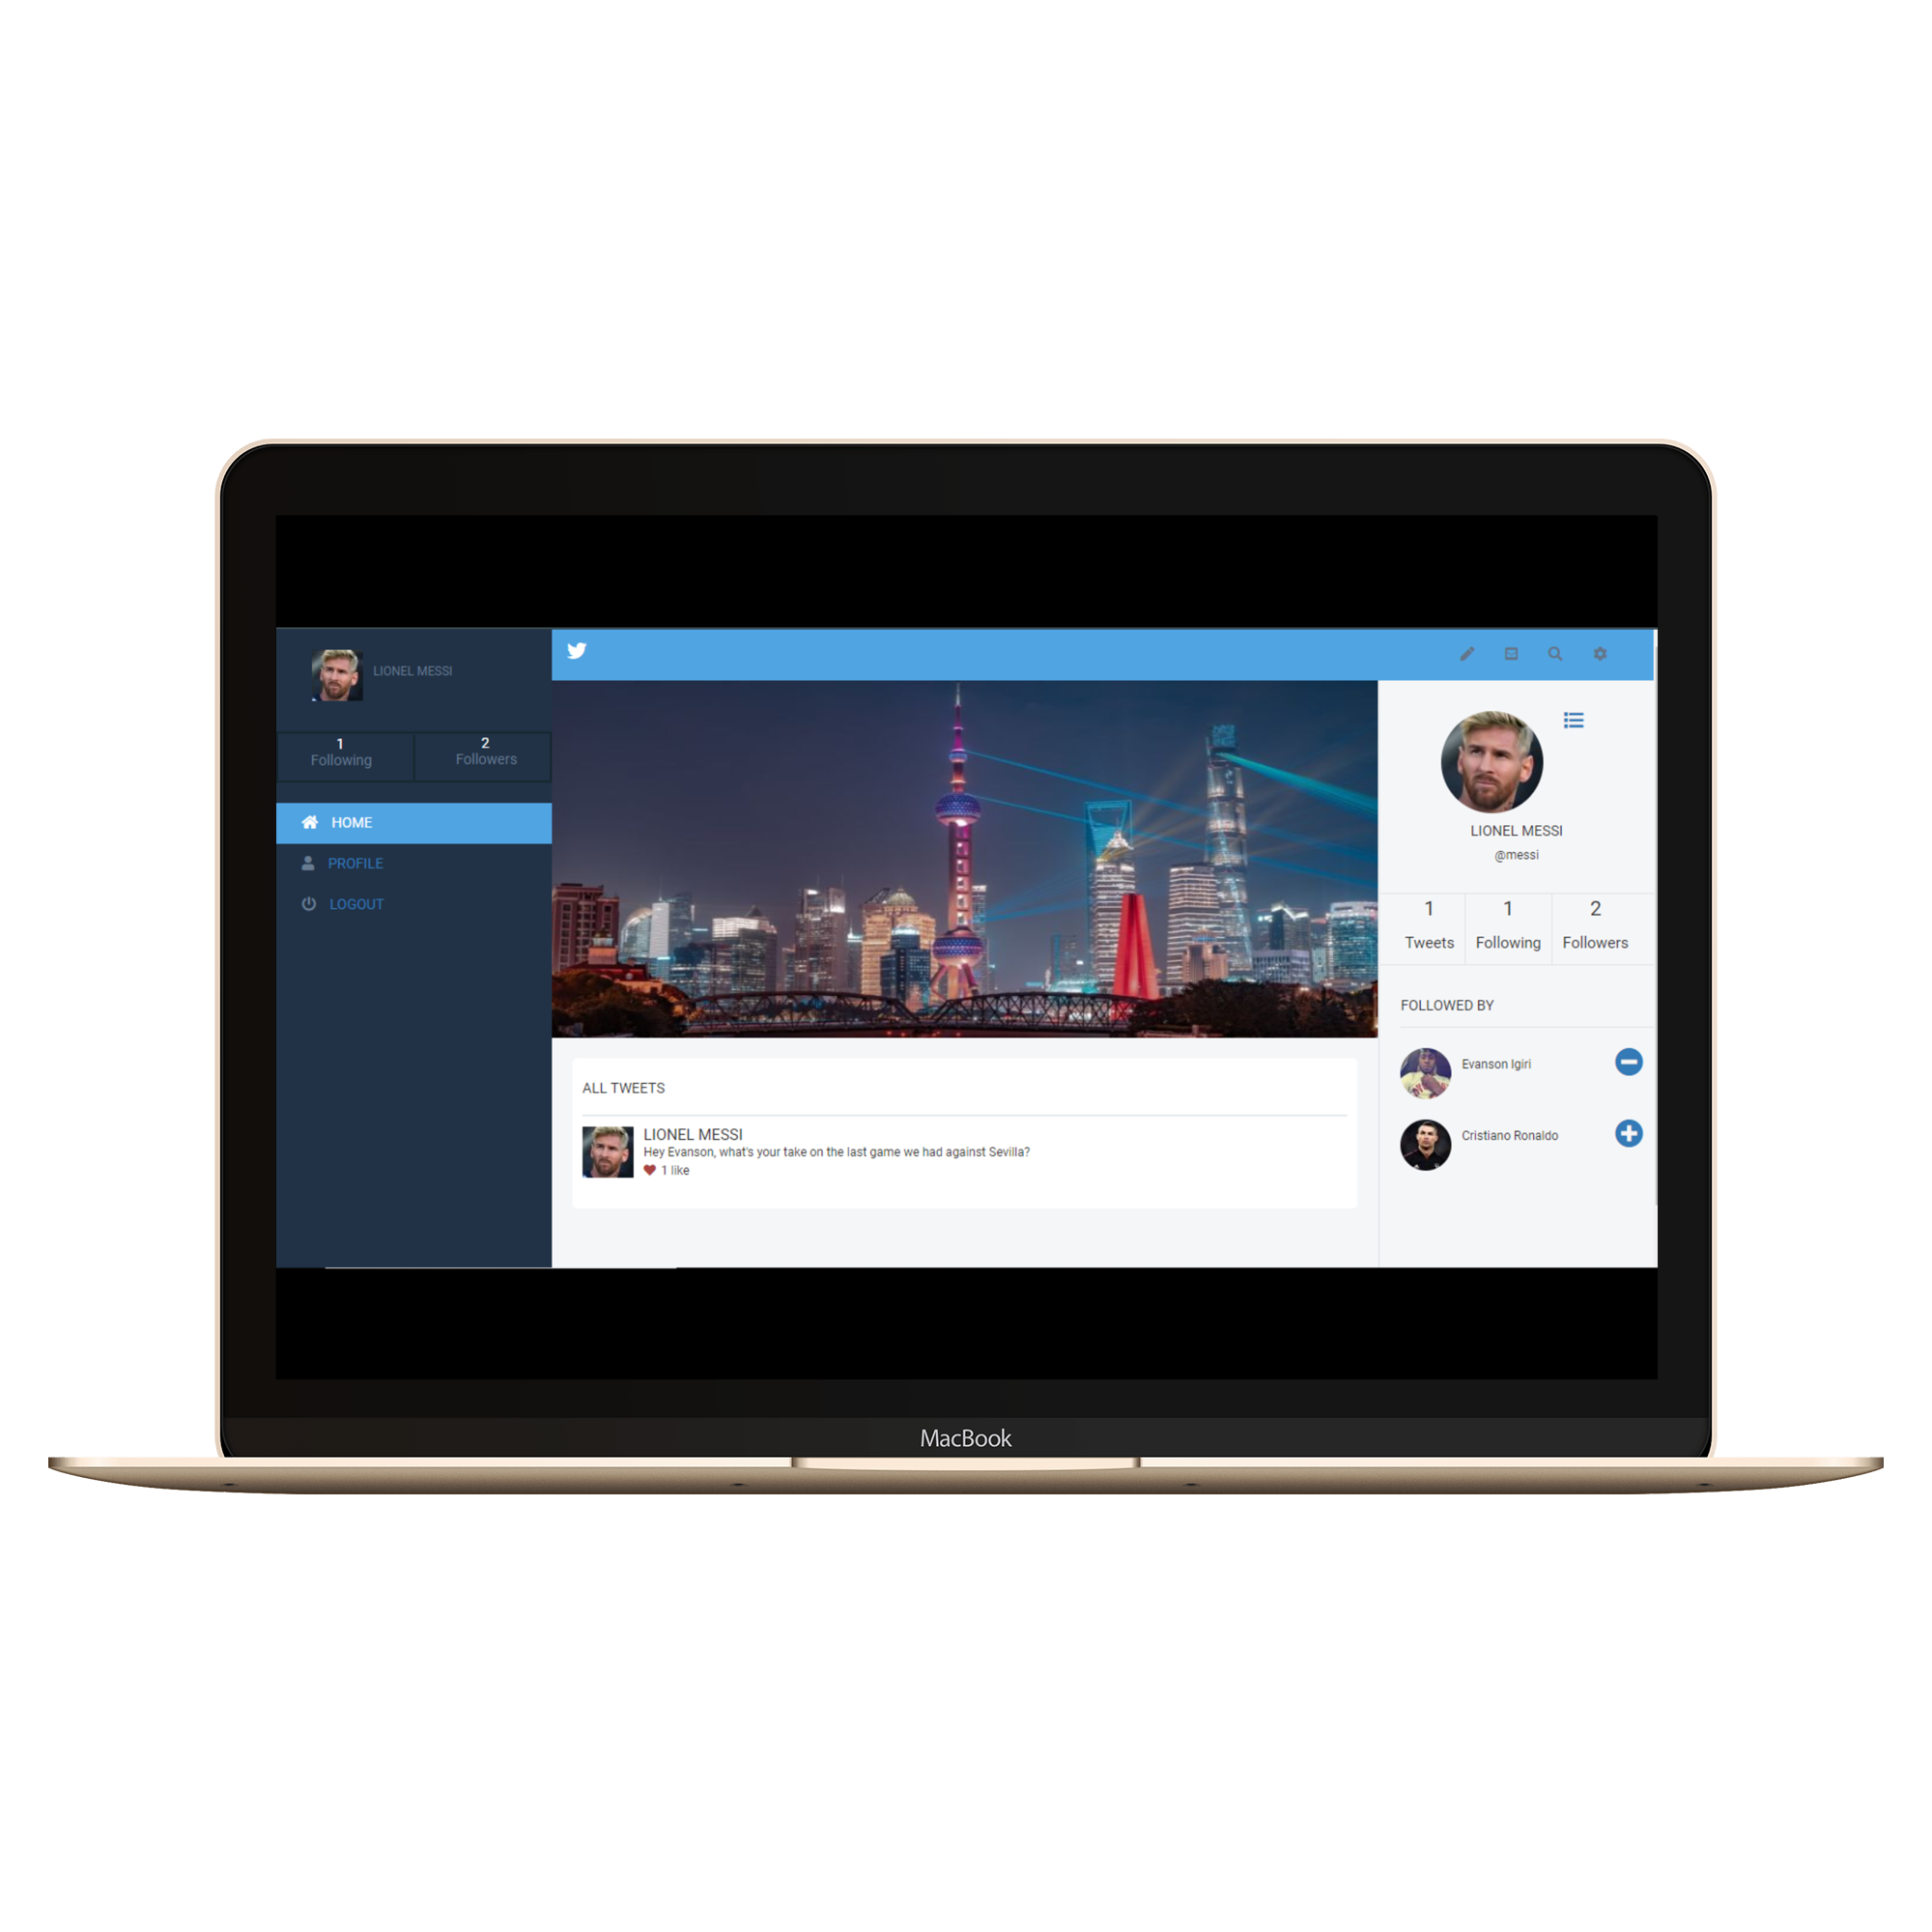 LIONEL MESSI
1
Following
2
Followers
HOME
PROFILE
LOGOUT
LIONEL MESSI
@messi
1
Tweets
1
Following
2
Followers
FOLLOWED BY
Evanson Igiri
Cristiano Ronaldo
ALL TWEETS
LIONEL MESSI
Hey Evanson, what's your take on the last game we had against Sevilla?
1 like
MacBook